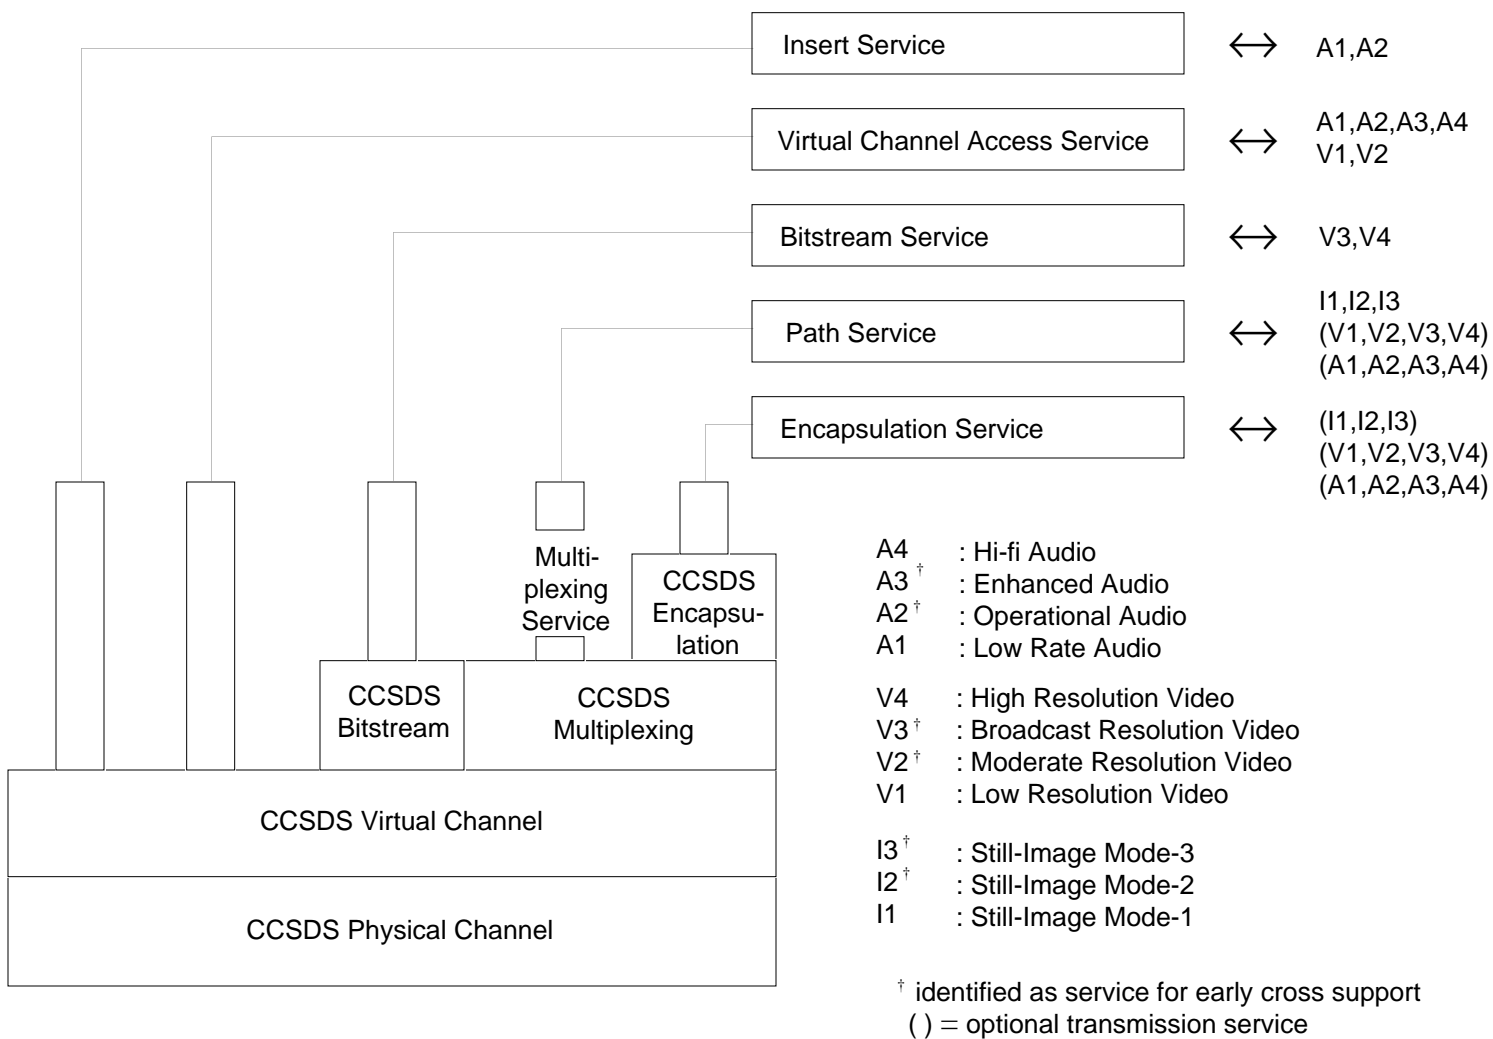 Insert Service
A1,A2
Virtual Channel Access Service
A1,A2,A3,A4
V1,V2
Bitstream Service
V3,V4
Path Service
I1,I2,I3
(V1,V2,V3,V4)
(A1,A2,A3,A4)
Encapsulation Service
(I1,I2,I3)
(V1,V2,V3,V4)
(A1,A2,A3,A4)
Multi-
plexing
Service
CCSDS
Encapsu-
lation
CCSDS
Bitstream
CCSDS
Multiplexing
CCSDS Virtual Channel
CCSDS Physical Channel
A4 : Hi-fi Audio
A3 † : Enhanced Audio
A2 † : Operational Audio
A1 : Low Rate Audio
V4 : High Resolution Video
V3 † : Broadcast Resolution Video
V2 † : Moderate Resolution Video
V1 : Low Resolution Video
I3 † : Still-Image Mode-3
I2 † : Still-Image Mode-2
I1 : Still-Image Mode-1
† identified as service for early cross support
( ) = optional transmission service